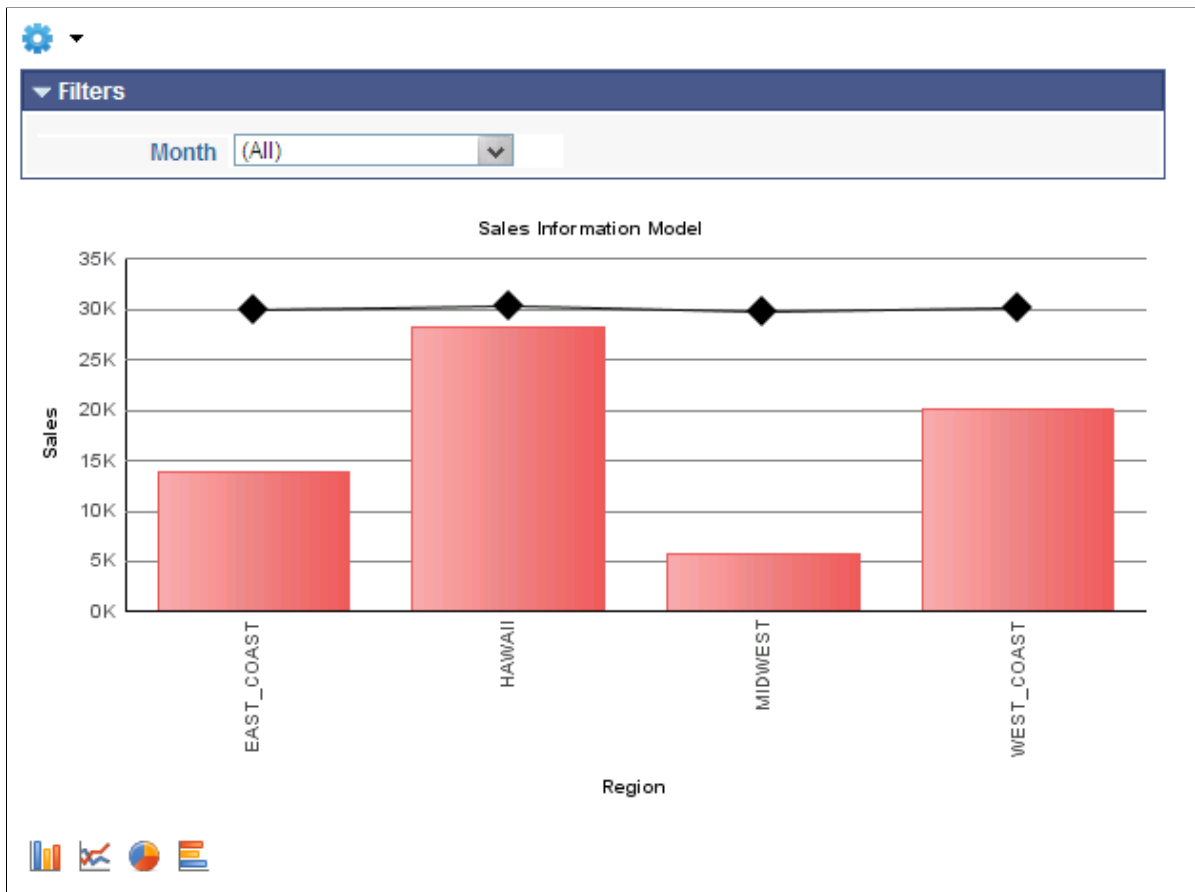 Filters
Month (All)
Sales Information Model
35K
30K
25K
20K
15K
10K
5K
0K
Sales
EAST_COAST
HAWAII
MIDWEST
WEST_COAST
Region